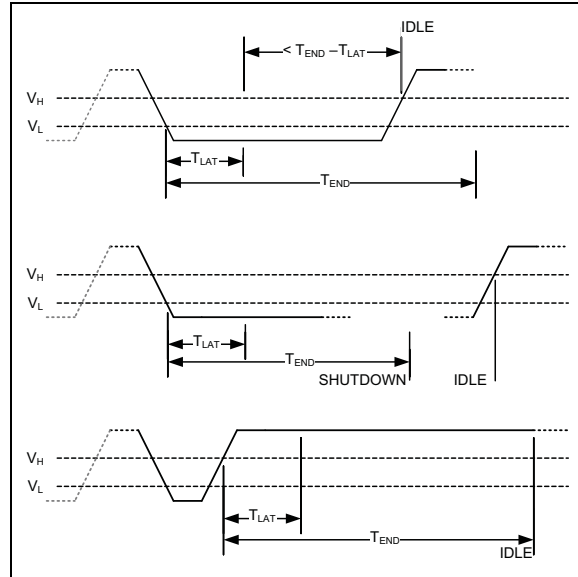 IDLE
< TEND –TLAT
VH
VL
TLAT
TEND
VH
VL
TLAT
TEND
SHUTDOWN IDLE
VH
VL
TLAT
TEND
IDLE